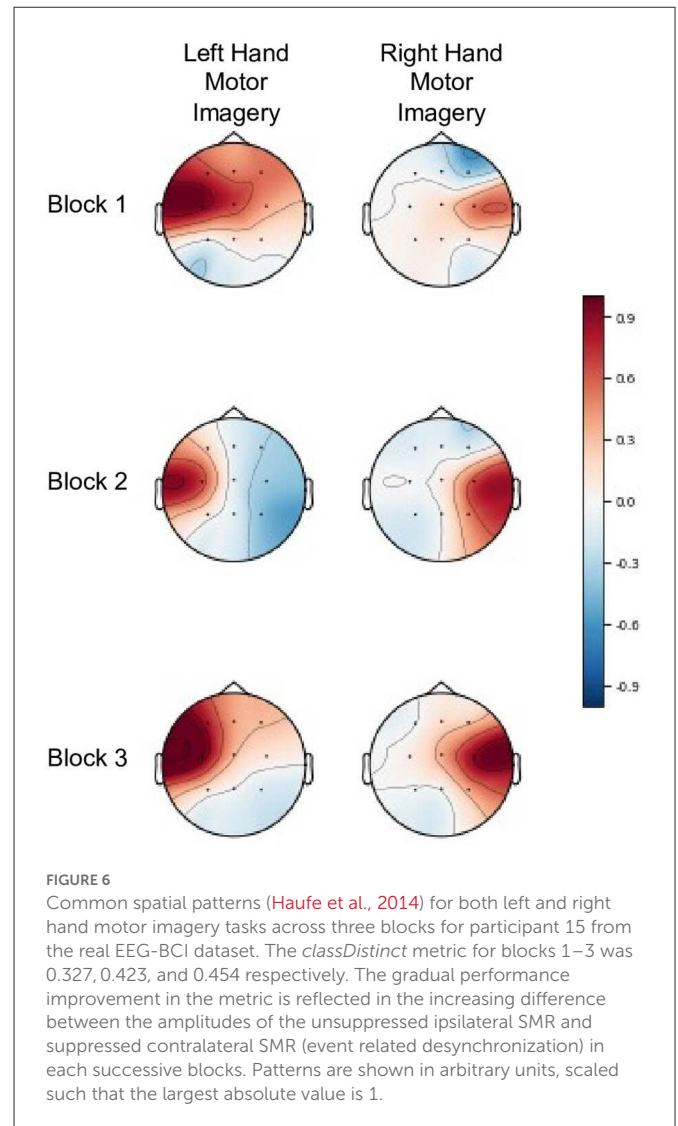 Left Hand
Motor
Imagery
Right Hand
Motor
Imagery
Block 1
Block 2
Block 3
0.9
0.6
0.3
0.0
-0.3
-0.6
-0.9
FIGURE 6
Common spatial patterns (Haufe et al., 2014) for both left and right
hand motor imagery tasks across three blocks for participant 15 from
the real EEG-BCI dataset. The classDistinct metric for blocks 1–3 was
0.327, 0.423, and 0.454 respectively. The gradual performance
improvement in the metric is reflected in the increasing difference
between the amplitudes of the unsuppressed ipsilateral SMR and
suppressed contralateral SMR (event related desynchronization) in
each successive blocks. Patterns are shown in arbitrary units, scaled
such that the largest absolute value is 1.